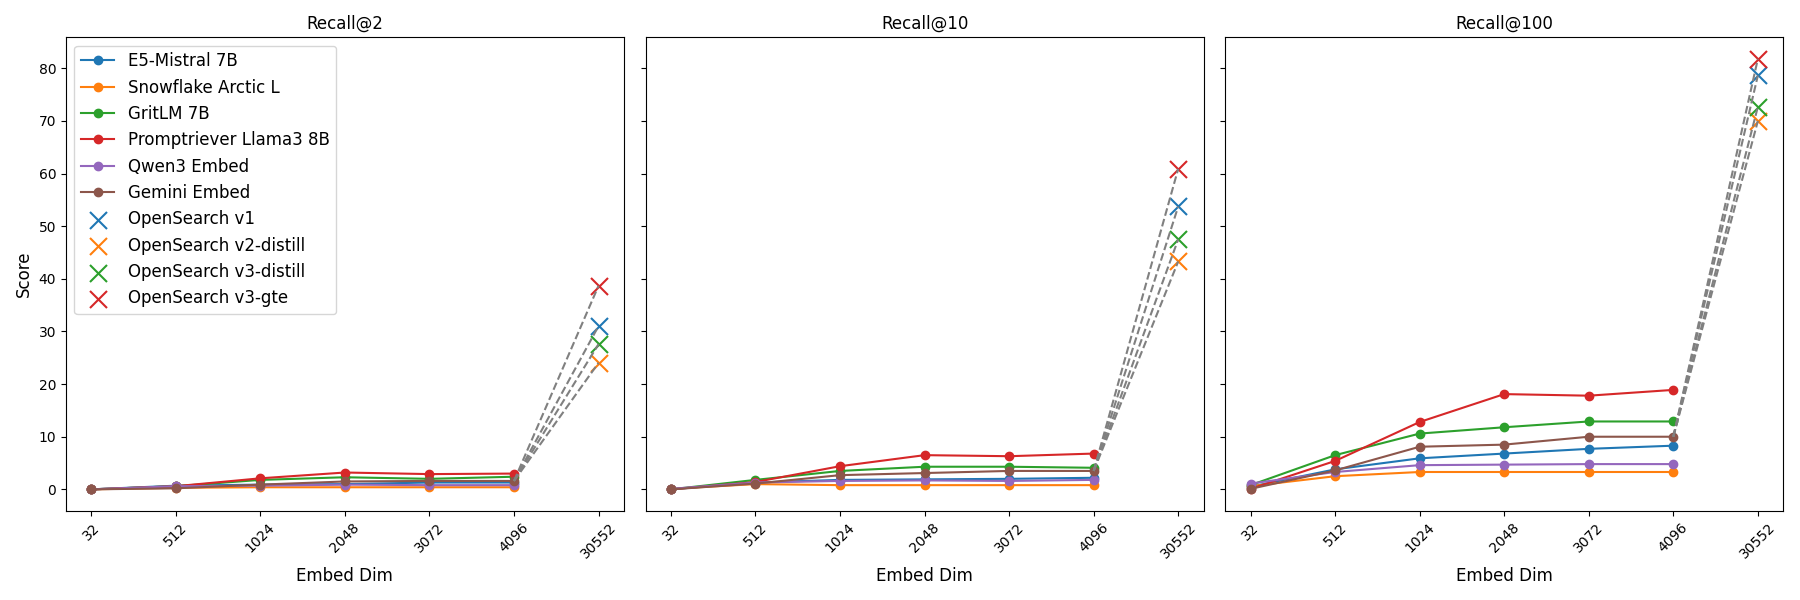 Recall@2
Recall@10
Recall@100
E5-Mistral 7B
Snowflake Arctic L
GritLM 7B
Promptriever Llama3 8B
Qwen3 Embed
Gemini Embed
OpenSearch v1
OpenSearch v2-distill
OpenSearch v3-distill
OpenSearch v3-gte
Score
80
70
60
50
40
30
20
10
0
32 512 1024 2048 3072 4096 30552
32 512 1024 2048 3072 4096 30552
32 512 1024 2048 3072 4096 30552
Embed Dim
Embed Dim
Embed Dim